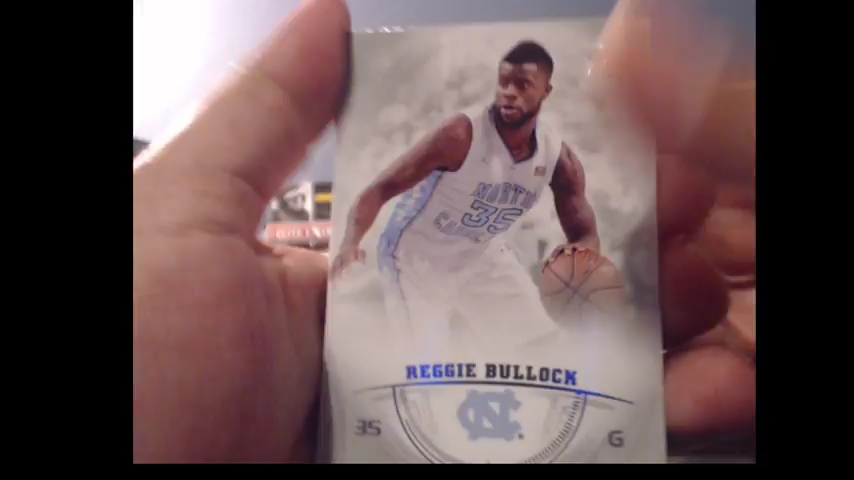 NORTH
35
CAROLINA
REGGIE BULLOCK
NC
35
G